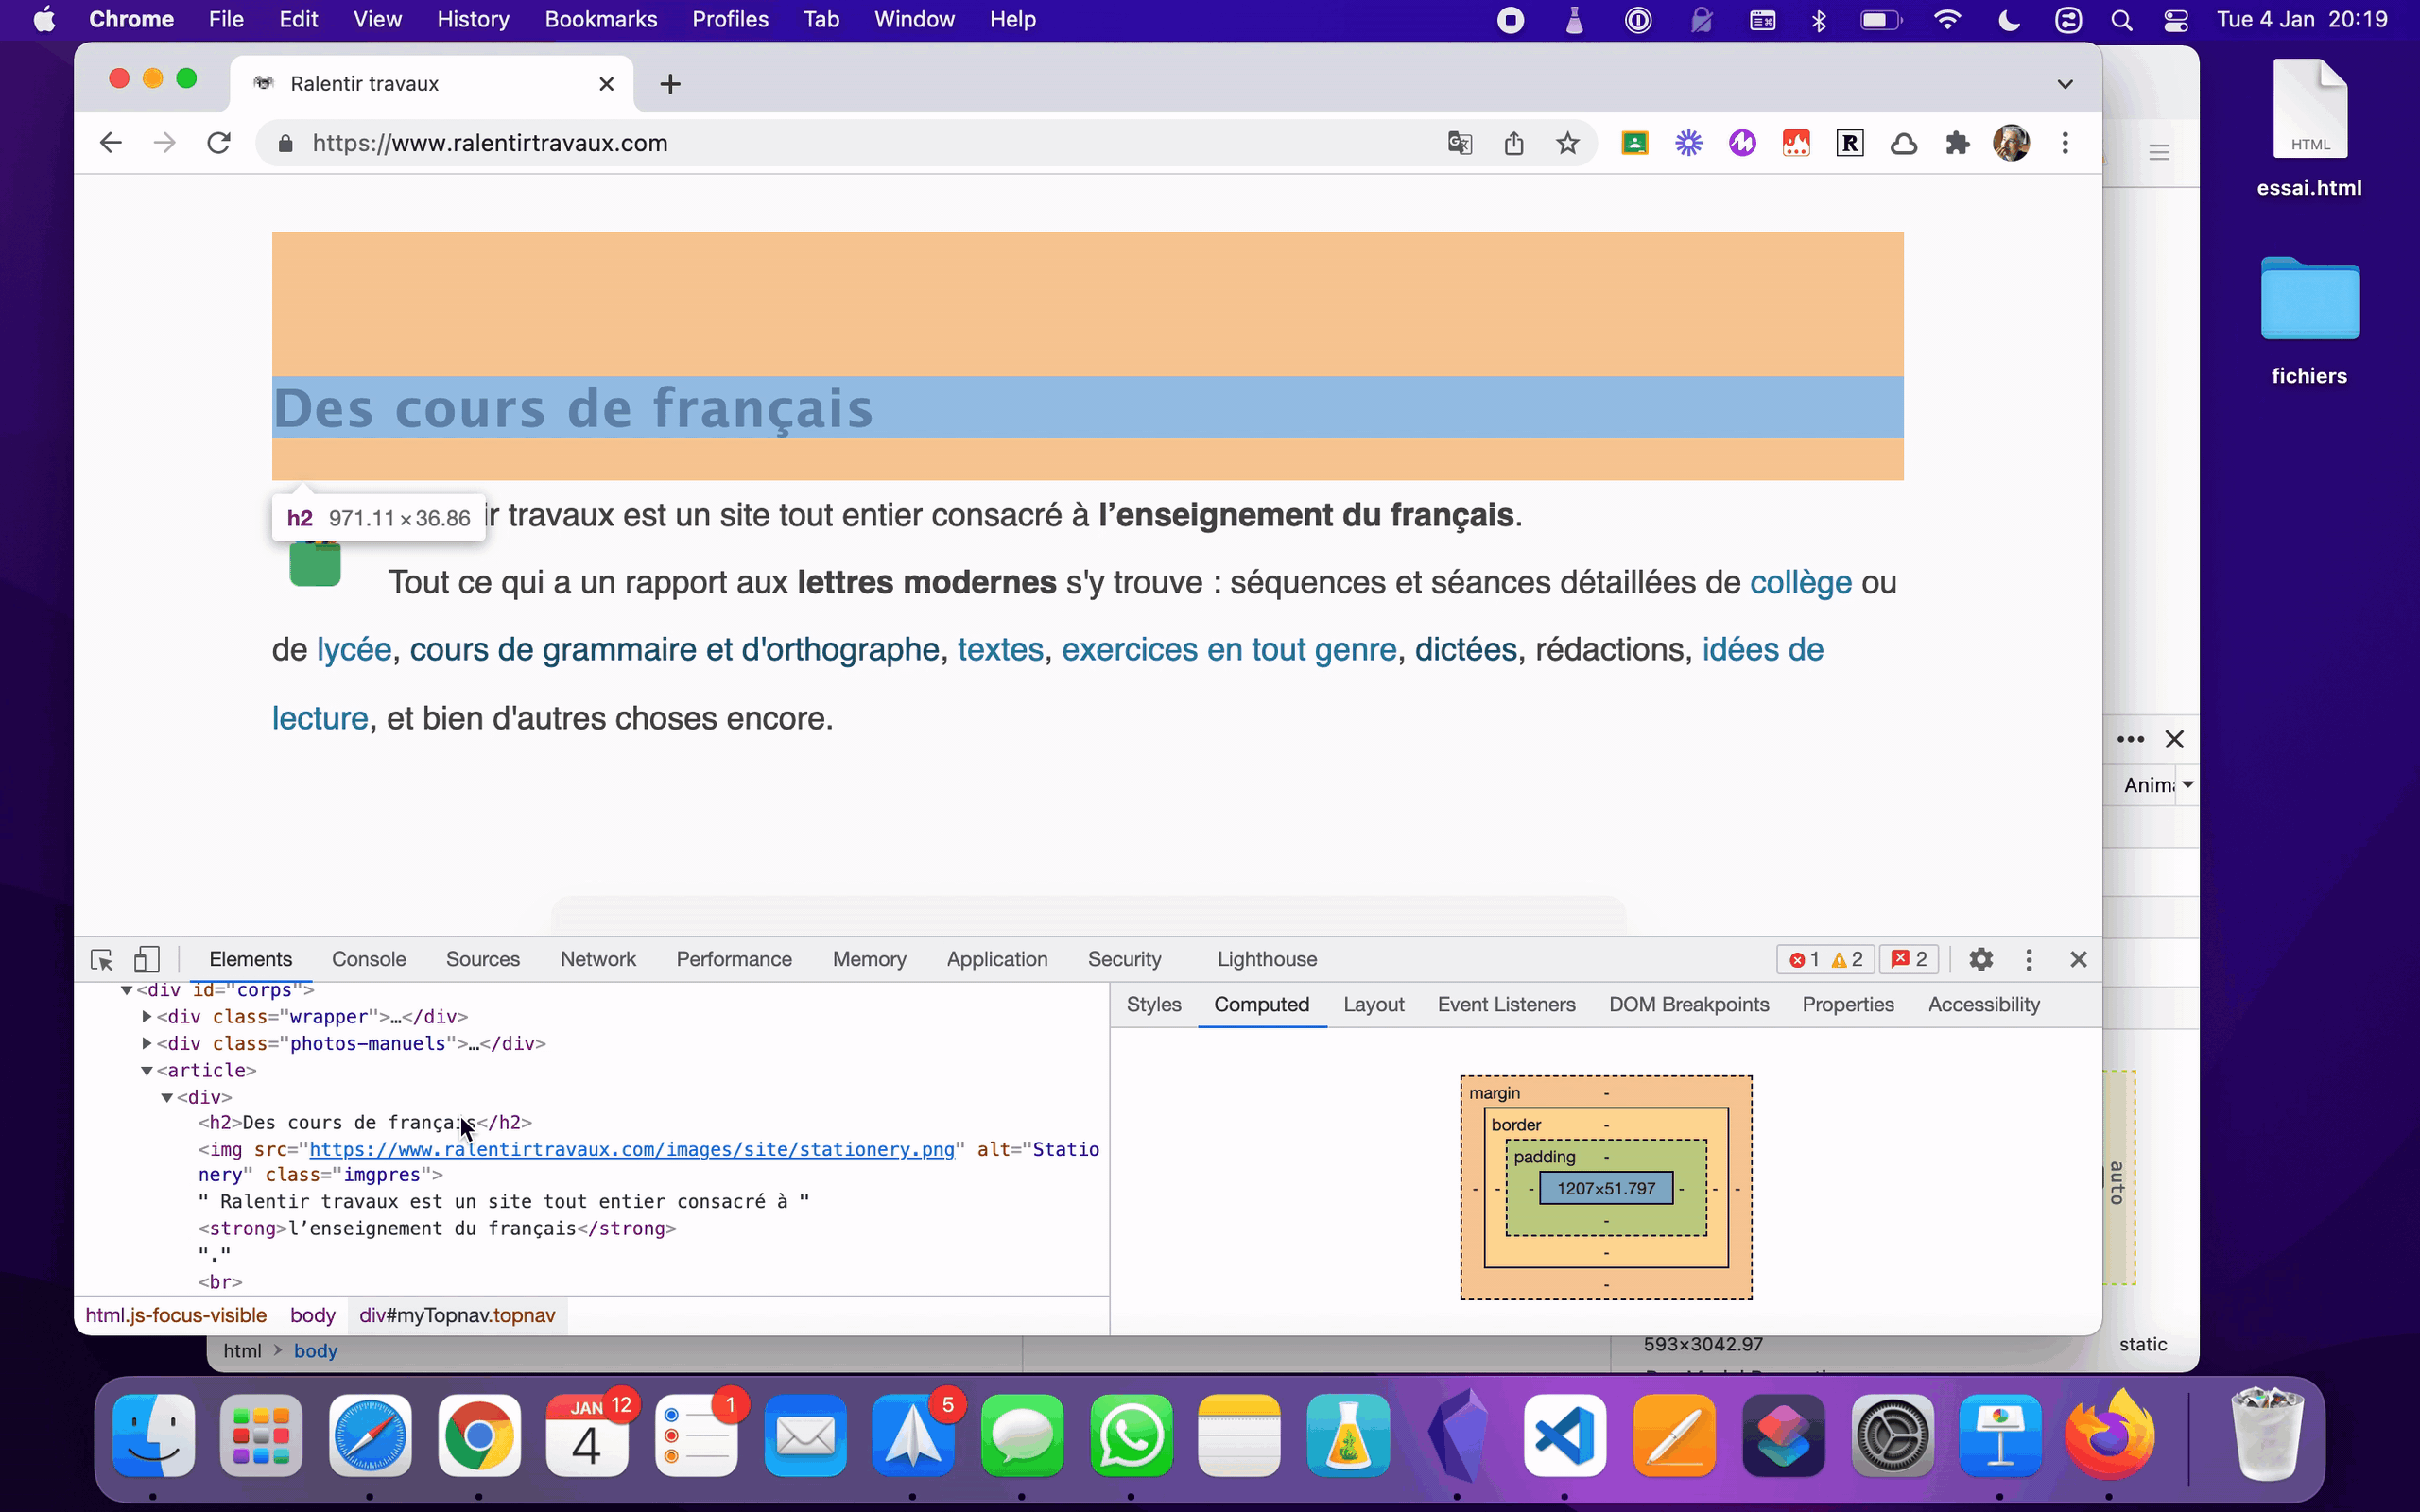 Chrome File Edit View History Bookmarks Profiles Tab Window Help Tue 4 Jan 20:19
Ralentir travaux
https://www.ralentirtravaux.com
HTML
essai.html
fichiers
Des cours de français
h2 971.11×36.86 ir travaux est un site tout entier consacré à l’enseignement du français.
Tout ce qui a un rapport aux lettres modernes s'y trouve : séquences et séances détaillées de collège ou
de lycée, cours de grammaire et d'orthographe, textes, exercices en tout genre, dictées, rédactions, idées de
lecture, et bien d'autres choses encore.
Anim
Elements Console Sources Network Performance Memory Application Security Lighthouse 1 2 2
<div id="corps">
<div class="wrapper">…</div>
<div class="photos-manuels">…</div>
<article>
<div>
<h2>Des cours de français</h2>
<img src="https://www.ralentirtravaux.com/images/site/stationery.png" alt="Statio
nery" class="imgpres">
" Ralentir travaux est un site tout entier consacré à "
<strong>l’enseignement du français</strong>
"."
<br>
html.js-focus-visible body div#myTopnav.topnav
Styles Computed Layout Event Listeners DOM Breakpoints Properties Accessibility
margin -
border -
padding -
- - - 1207×51.797 - - -
-
-
-
auto
html > body
593×3042.97 static
JAN 12
4
1
5